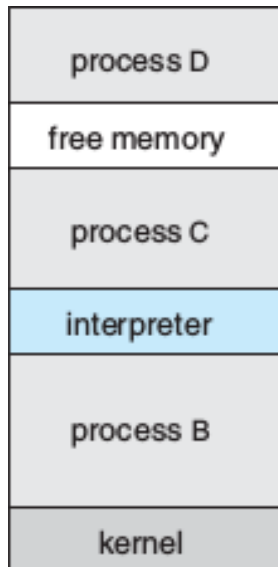 process D
free memory
process C
interpreter
process B
kernel